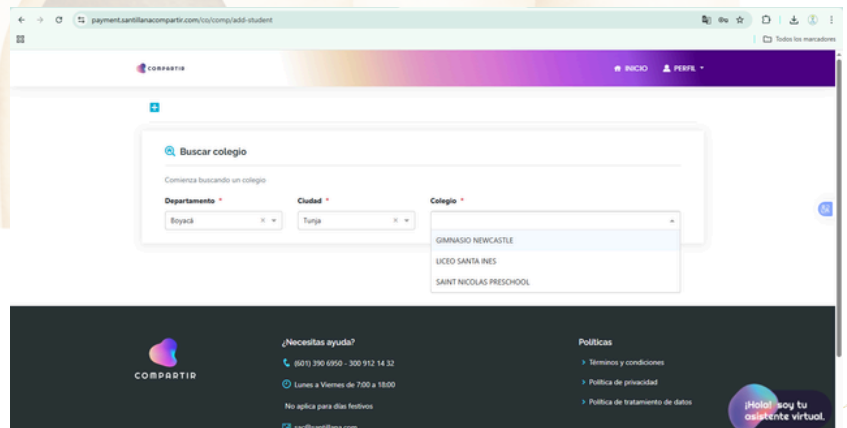 payment.santillanacompartir.com/co/comp/add-student
Todos los marcadores
COMPARTIR
INICIO
PERFIL
Buscar colegio
Comienza buscando un colegio
Departamento *
Ciudad *
Colegio *
Boyacá
Tunja
GIMNASIO NEWCASTLE
LICEO SANTA INES
SAINT NICOLAS PRESCHOOL
COMPARTIR
¿Necesitas ayuda?
(601) 390 6950 - 300 912 14 32
Lunes a Viernes de 7:00 a 18:00
No aplica para días festivos
Políticas
Términos y condiciones
Política de privacidad
Política de tratamiento de datos
¡Hola! soy tu
asistente virtual.